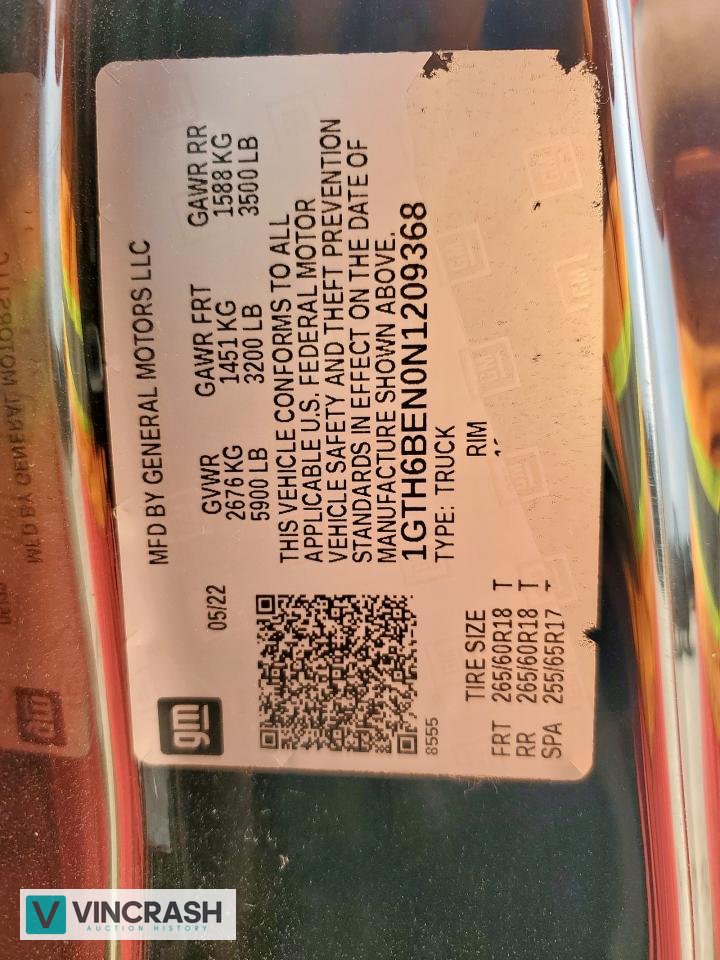 gm
05/22
MFD BY GENERAL MOTORS LLC
GVWR GAWR FRT GAWR RR
2676 KG 1451 KG 1588 KG
5900 LB 3200 LB 3500 LB
THIS VEHICLE CONFORMS TO ALL
APPLICABLE U.S. FEDERAL MOTOR
VEHICLE SAFETY AND THEFT PREVENTION
STANDARDS IN EFFECT ON THE DATE OF
MANUFACTURE SHOWN ABOVE.
1GTH6BEN0N1209368
TYPE: TRUCK
8555
TIRE SIZE RIM
FRT 265/60R18 T
RR 265/60R18 T
SPA 255/65R17
V VINCRASH
AUCTION HISTORY